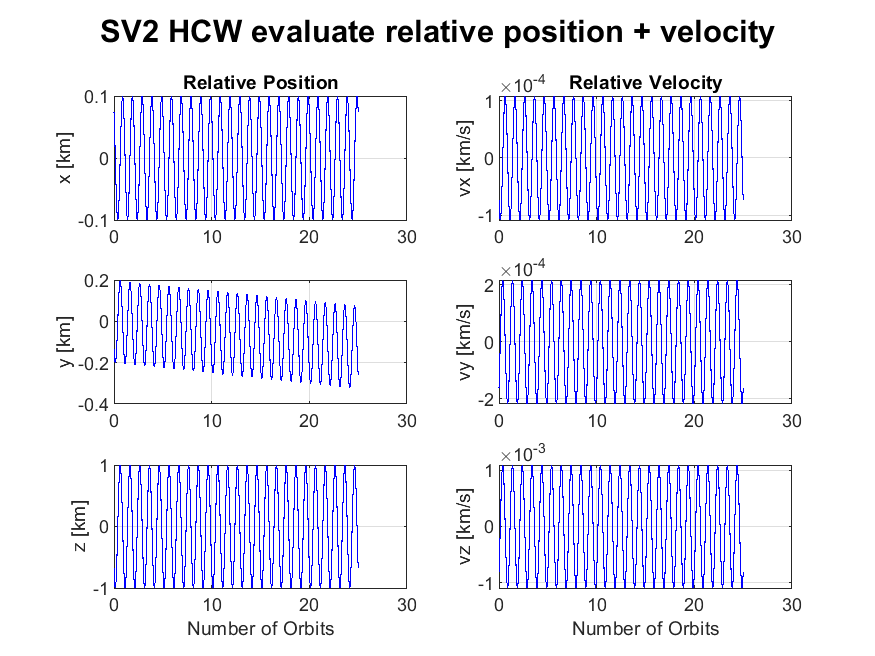 SV2 HCW evaluate relative position + velocity
Relative Position
0.1
0
-0.1
x [km]
0 10 20 30
Relative Velocity
×10⁻⁴
1
0
-1
vx [km/s]
0 10 20 30
0.2
0
-0.2
-0.4
y [km]
0 10 20 30
×10⁻⁴
2
0
-2
vy [km/s]
0 10 20 30
1
0
-1
z [km]
0 10 20 30
Number of Orbits
×10⁻³
1
0
-1
vz [km/s]
0 10 20 30
Number of Orbits